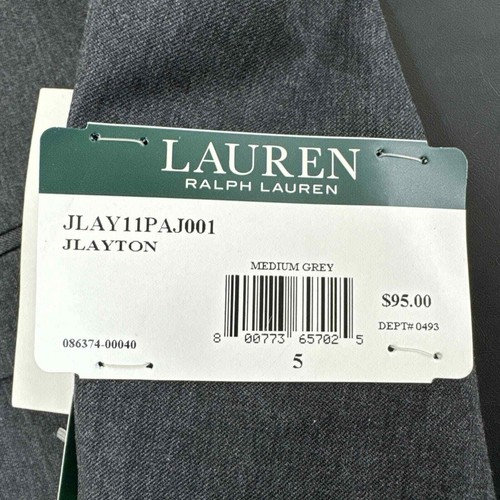 LAUREN
RALPH LAUREN
JLAY11PAJ001
JLAYTON
MEDIUM GREY
$95.00
DEPT# 0493
086374-00040
8 00773 65702 5
5